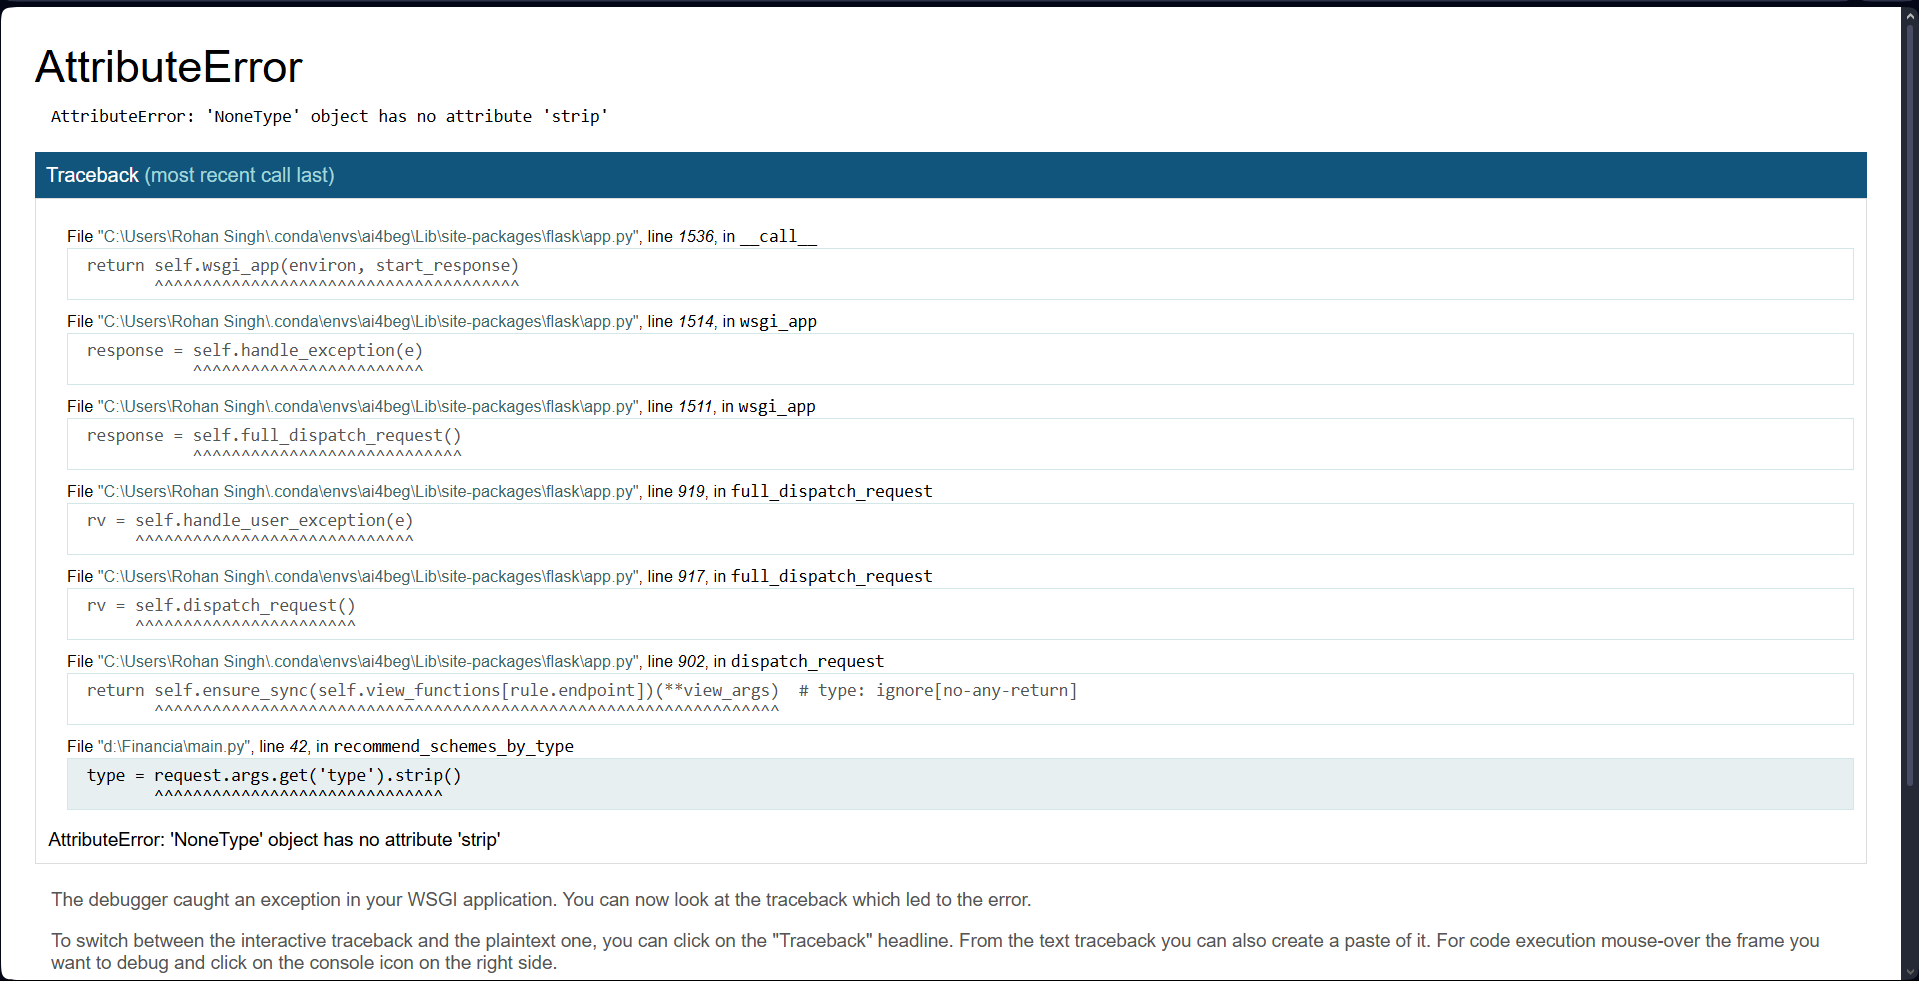 AttributeError
AttributeError: 'NoneType' object has no attribute 'strip'
Traceback (most recent call last)
File "C:\Users\Rohan Singh\.conda\envs\ai4beg\Lib\site-packages\flask\app.py", line 1536, in __call__
return self.wsgi_app(environ, start_response)
^^^^^^^^^^^^^^^^^^^^^^^^^^^^^^^^^^^^^^
File "C:\Users\Rohan Singh\.conda\envs\ai4beg\Lib\site-packages\flask\app.py", line 1514, in wsgi_app
response = self.handle_exception(e)
^^^^^^^^^^^^^^^^^^^^^^^^
File "C:\Users\Rohan Singh\.conda\envs\ai4beg\Lib\site-packages\flask\app.py", line 1511, in wsgi_app
response = self.full_dispatch_request()
^^^^^^^^^^^^^^^^^^^^^^^^^^^^
File "C:\Users\Rohan Singh\.conda\envs\ai4beg\Lib\site-packages\flask\app.py", line 919, in full_dispatch_request
rv = self.handle_user_exception(e)
^^^^^^^^^^^^^^^^^^^^^^^^^^^^^
File "C:\Users\Rohan Singh\.conda\envs\ai4beg\Lib\site-packages\flask\app.py", line 917, in full_dispatch_request
rv = self.dispatch_request()
^^^^^^^^^^^^^^^^^^^^^^^
File "C:\Users\Rohan Singh\.conda\envs\ai4beg\Lib\site-packages\flask\app.py", line 902, in dispatch_request
return self.ensure_sync(self.view_functions[rule.endpoint])(**view_args)  # type: ignore[no-any-return]
^^^^^^^^^^^^^^^^^^^^^^^^^^^^^^^^^^^^^^^^^^^^^^^^^^^^^^^^^^^^^^^^^
File "d:\Financia\main.py", line 42, in recommend_schemes_by_type
type = request.args.get('type').strip()
^^^^^^^^^^^^^^^^^^^^^^^^^^^^^^
AttributeError: 'NoneType' object has no attribute 'strip'
The debugger caught an exception in your WSGI application. You can now look at the traceback which led to the error.
To switch between the interactive traceback and the plaintext one, you can click on the "Traceback" headline. From the text traceback you can also create a paste of it. For code execution mouse-over the frame you
want to debug and click on the console icon on the right side.